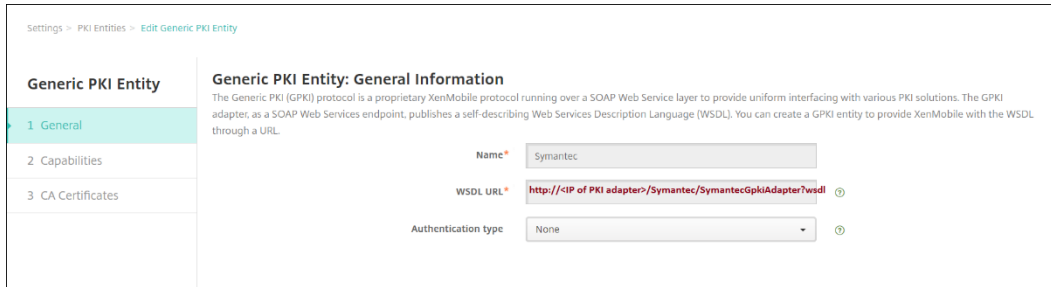 Settings > PKI Entities > Edit Generic PKI Entity
Generic PKI Entity
1 General
2 Capabilities
3 CA Certificates
Generic PKI Entity: General Information
The Generic PKI (GPKI) protocol is a proprietary XenMobile protocol running over a SOAP Web Service layer to provide uniform interfacing with various PKI solutions. The GPKI
adapter, as a SOAP Web Services endpoint, publishes a self-describing Web Services Description Language (WSDL). You can create a GPKI entity to provide XenMobile with the WSDL
through a URL.
Name* Symantec
WSDL URL* http://<IP of PKI adapter>/Symantec/SymantecGpkiAdapter?wsdl ?
Authentication type None ?